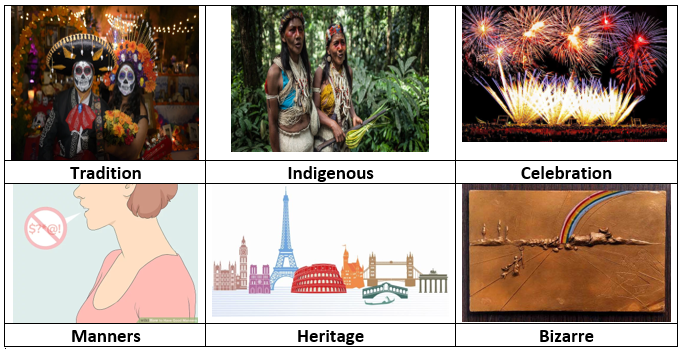 Tradition
Indigenous
Celebration
$?*@!
Manners
Heritage
Bizarre